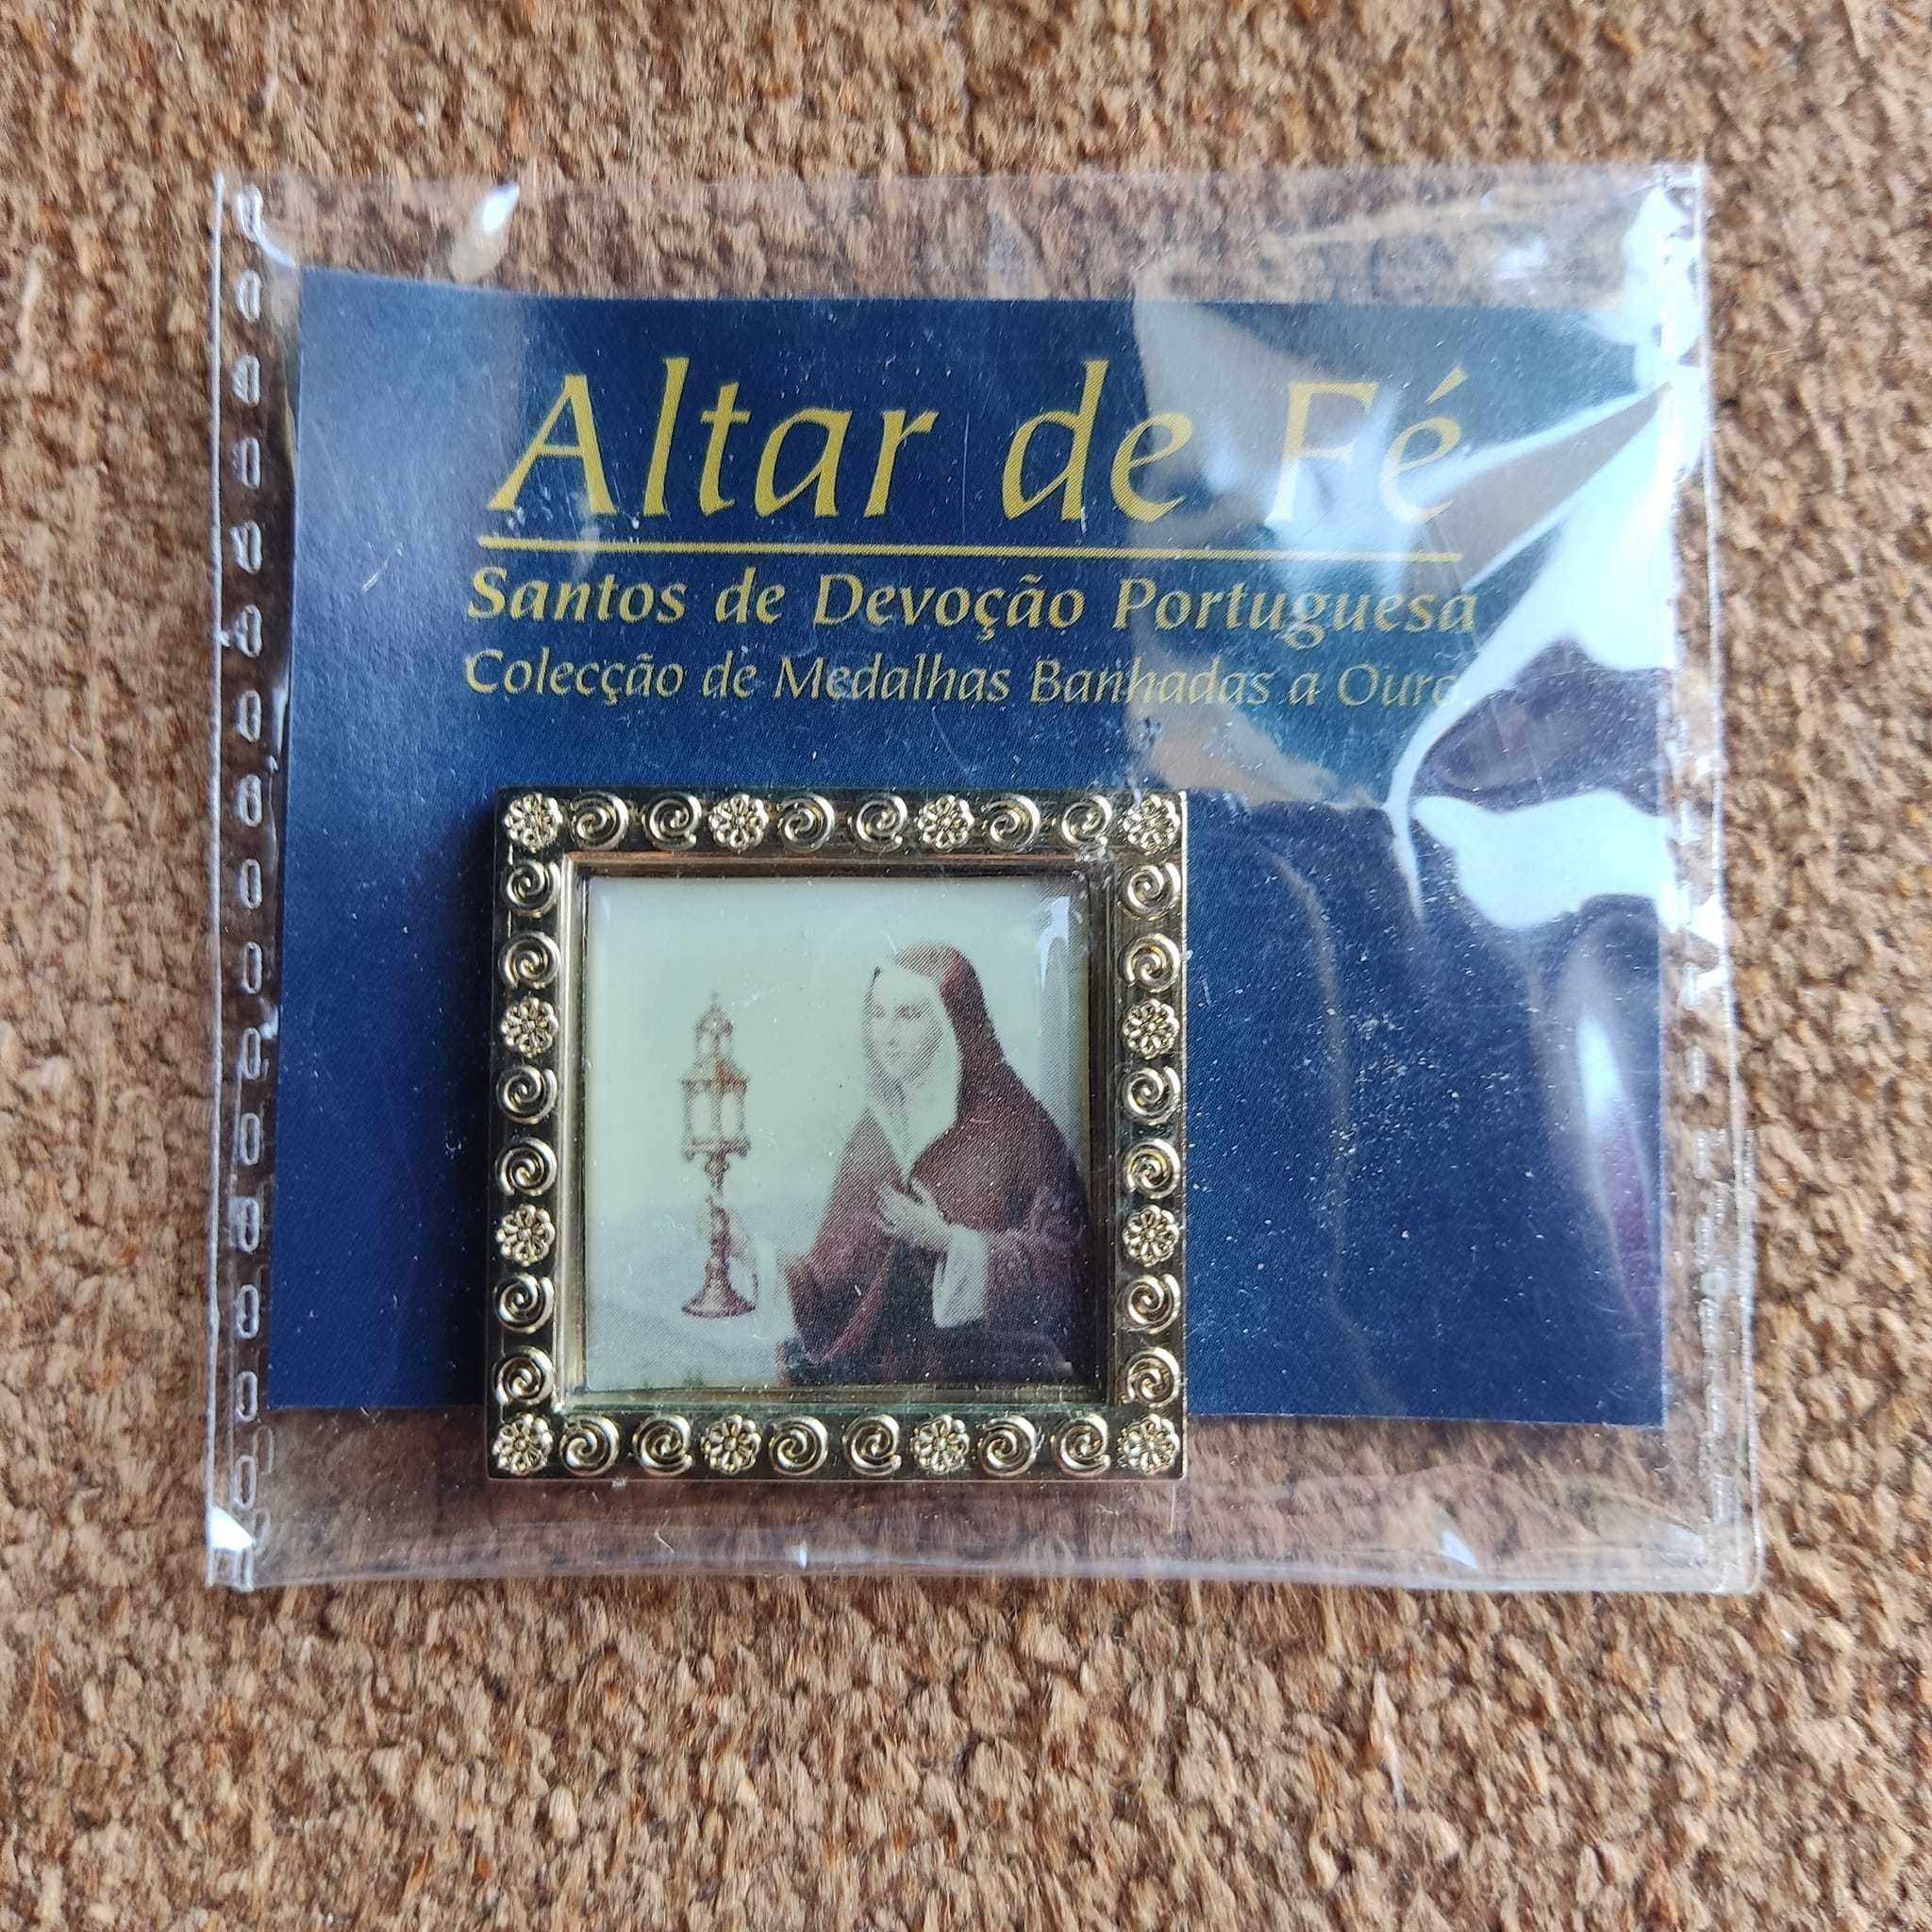 Altar de Fé
Santos de Devoção Portuguesa
Colecção de Medalhas Banhadas a Ouro